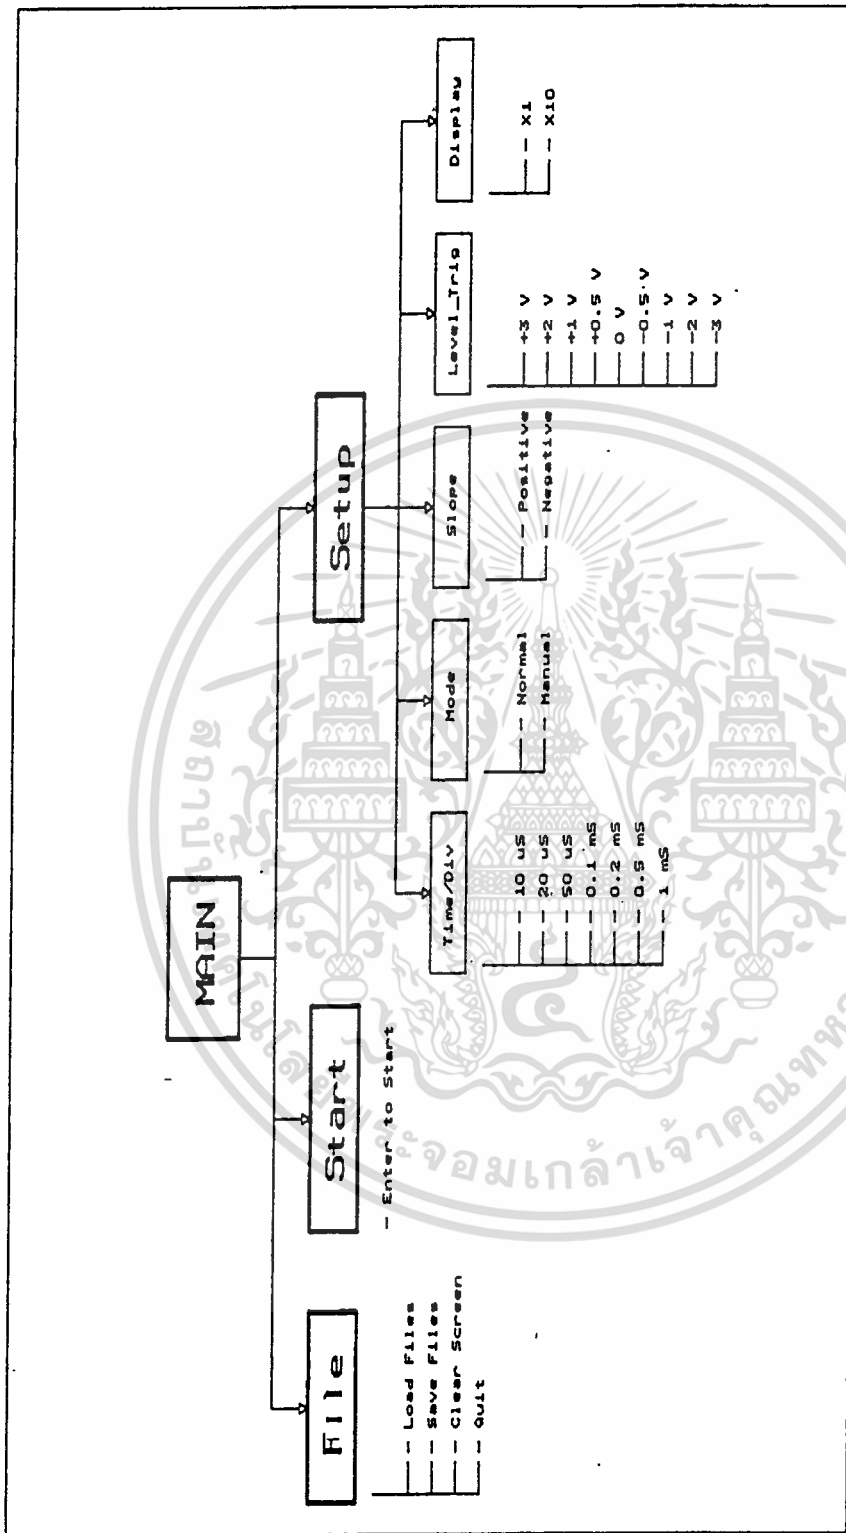 MAIN
File
- Load Files
- Save Files
- Clear Screen
- Quit
Start
- Enter to Start
Setup
Time/Div
- 10 uS
- 20 uS
- 50 uS
- 0.1 mS
- 0.2 mS
- 0.5 mS
- 1 mS
Mode
- Normal
- Manual
Slope
- Positive
- Negative
Level_Trig
+3 V
+2 V
+1 V
+0.5 V
0 V
-0.5 V
-1 V
-2 V
-3 V
Display
- X1
- X10
พระจอมเกล้าเจ้าคุณทหาร